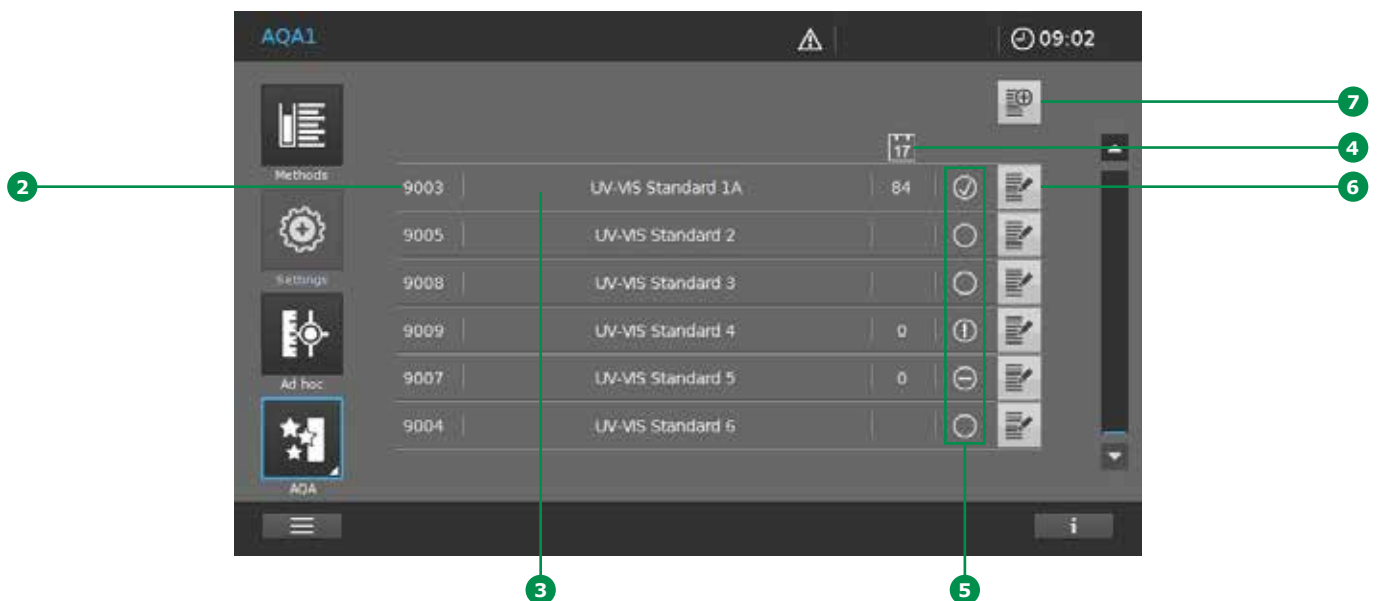 AQA1 09:02
7
17 4
Methods
2 9003 UV-VIS Standard 1A 84 6
9005 UV-VIS Standard 2
Settings
9008 UV-VIS Standard 3
9009 UV-VIS Standard 4 0
Ad hoc
9007 UV-VIS Standard 5 0
9004 UV-VIS Standard 6
AQA
i
3 5